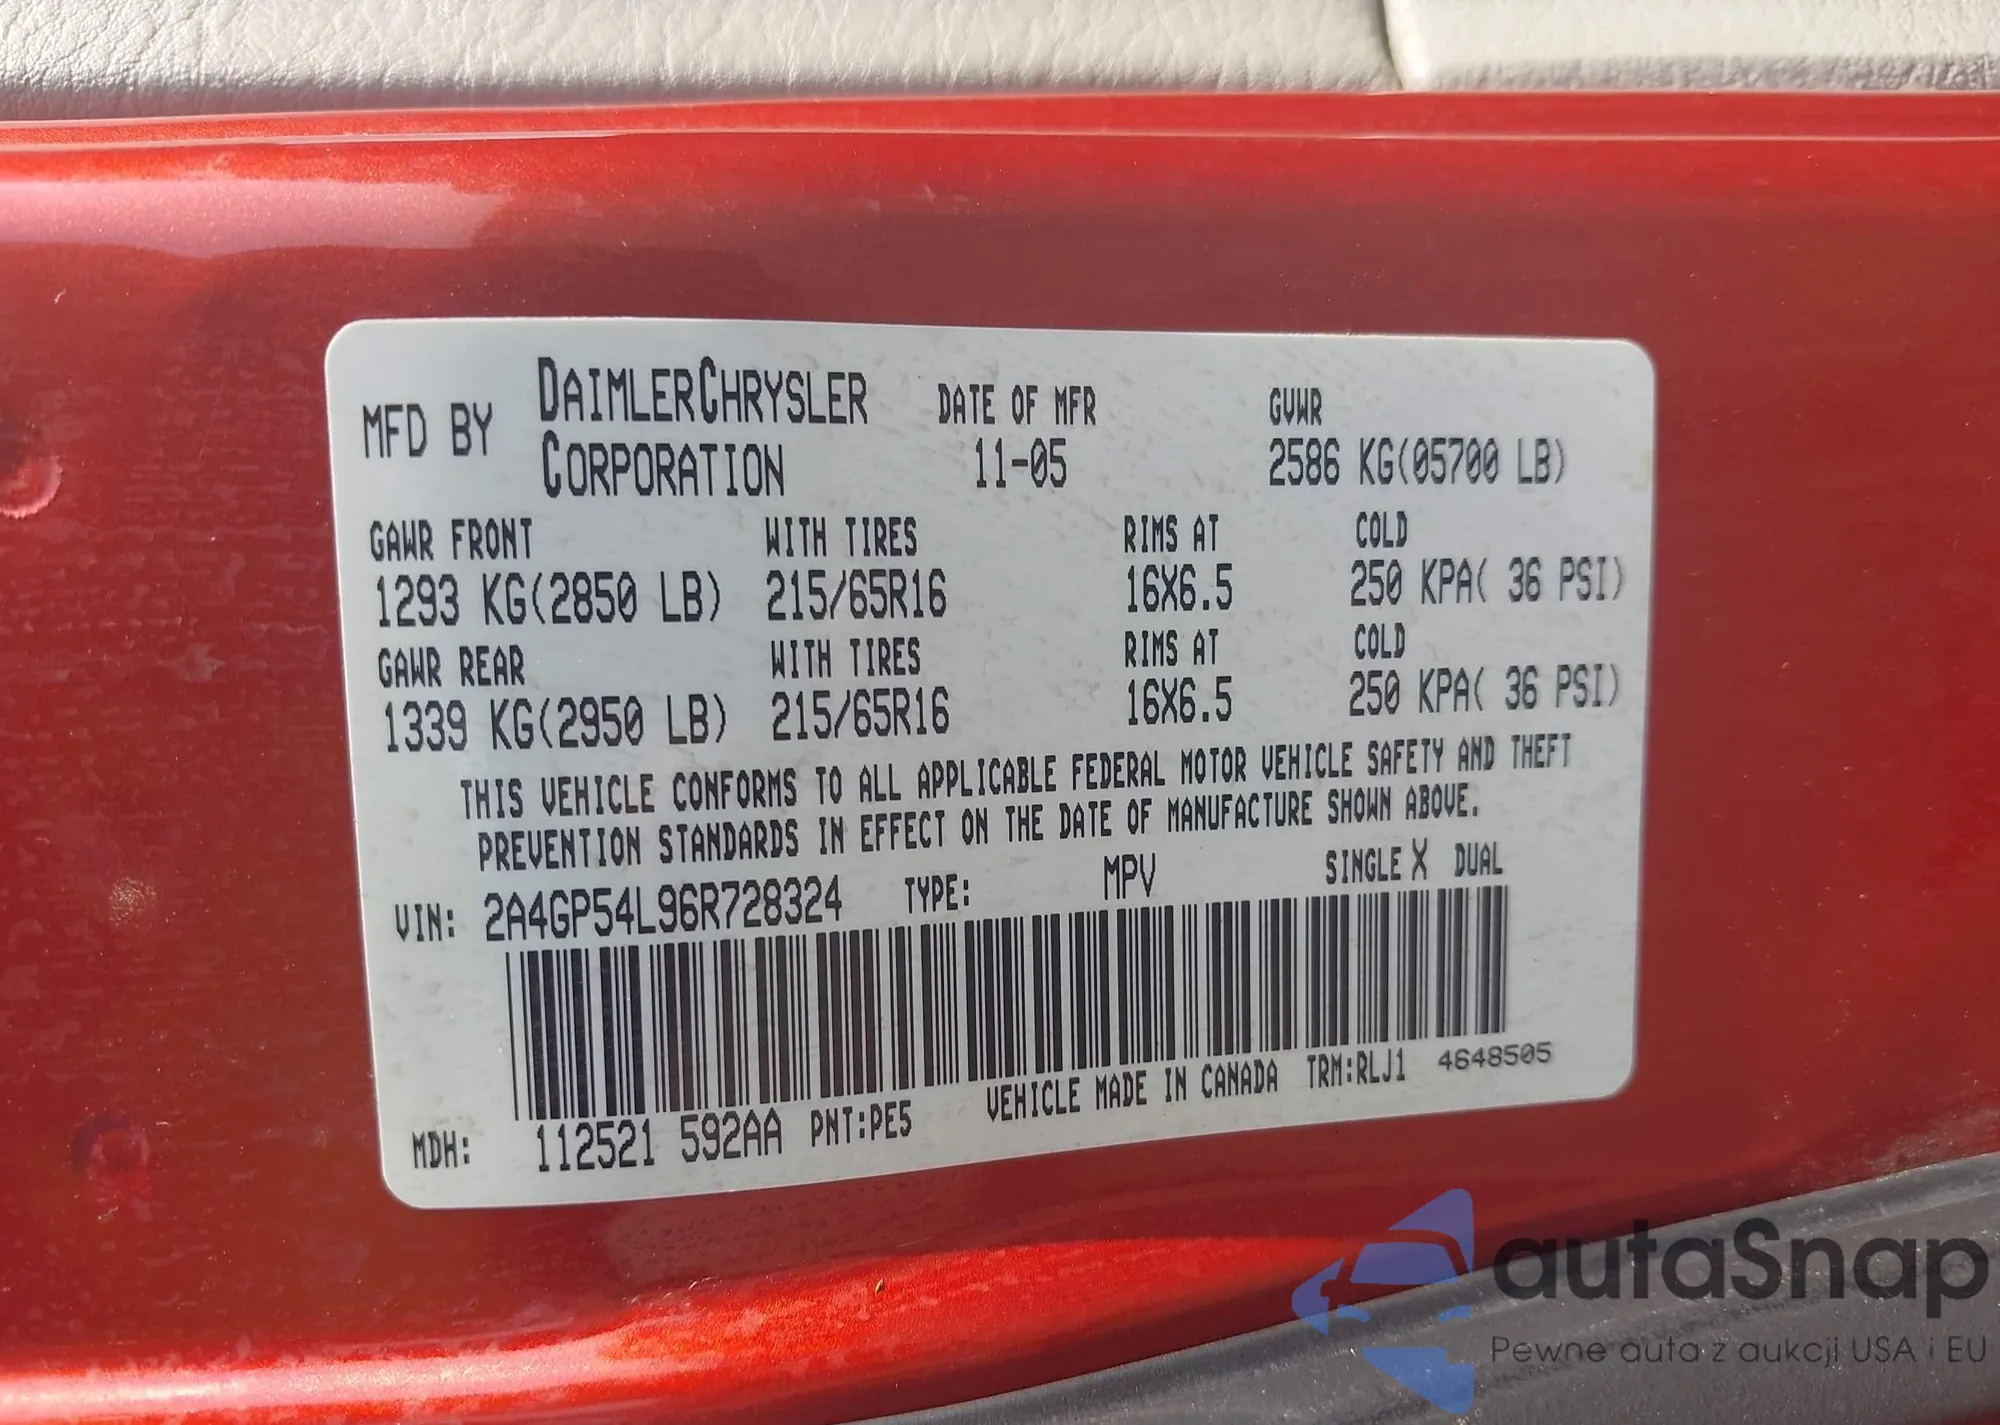 MFD BY DAIMLERCHRYSLER CORPORATION DATE OF MFR 11-05 GVWR 2586 KG(05700 LB)
GAWR FRONT WITH TIRES RIMS AT COLD
1293 KG(2850 LB) 215/65R16 16X6.5 250 KPA( 36 PSI)
GAWR REAR WITH TIRES RIMS AT COLD
1339 KG(2950 LB) 215/65R16 16X6.5 250 KPA( 36 PSI)
THIS VEHICLE CONFORMS TO ALL APPLICABLE FEDERAL MOTOR VEHICLE SAFETY AND THEFT
PREVENTION STANDARDS IN EFFECT ON THE DATE OF MANUFACTURE SHOWN ABOVE.
VIN: 2A4GP54L96R728324 TYPE: MPV SINGLE X DUAL
MDH: 112521 592AA PNT:PE5 VEHICLE MADE IN CANADA TRM:RLJ1 4648505
autaSnap
Pewne auta z aukcji USA i EU